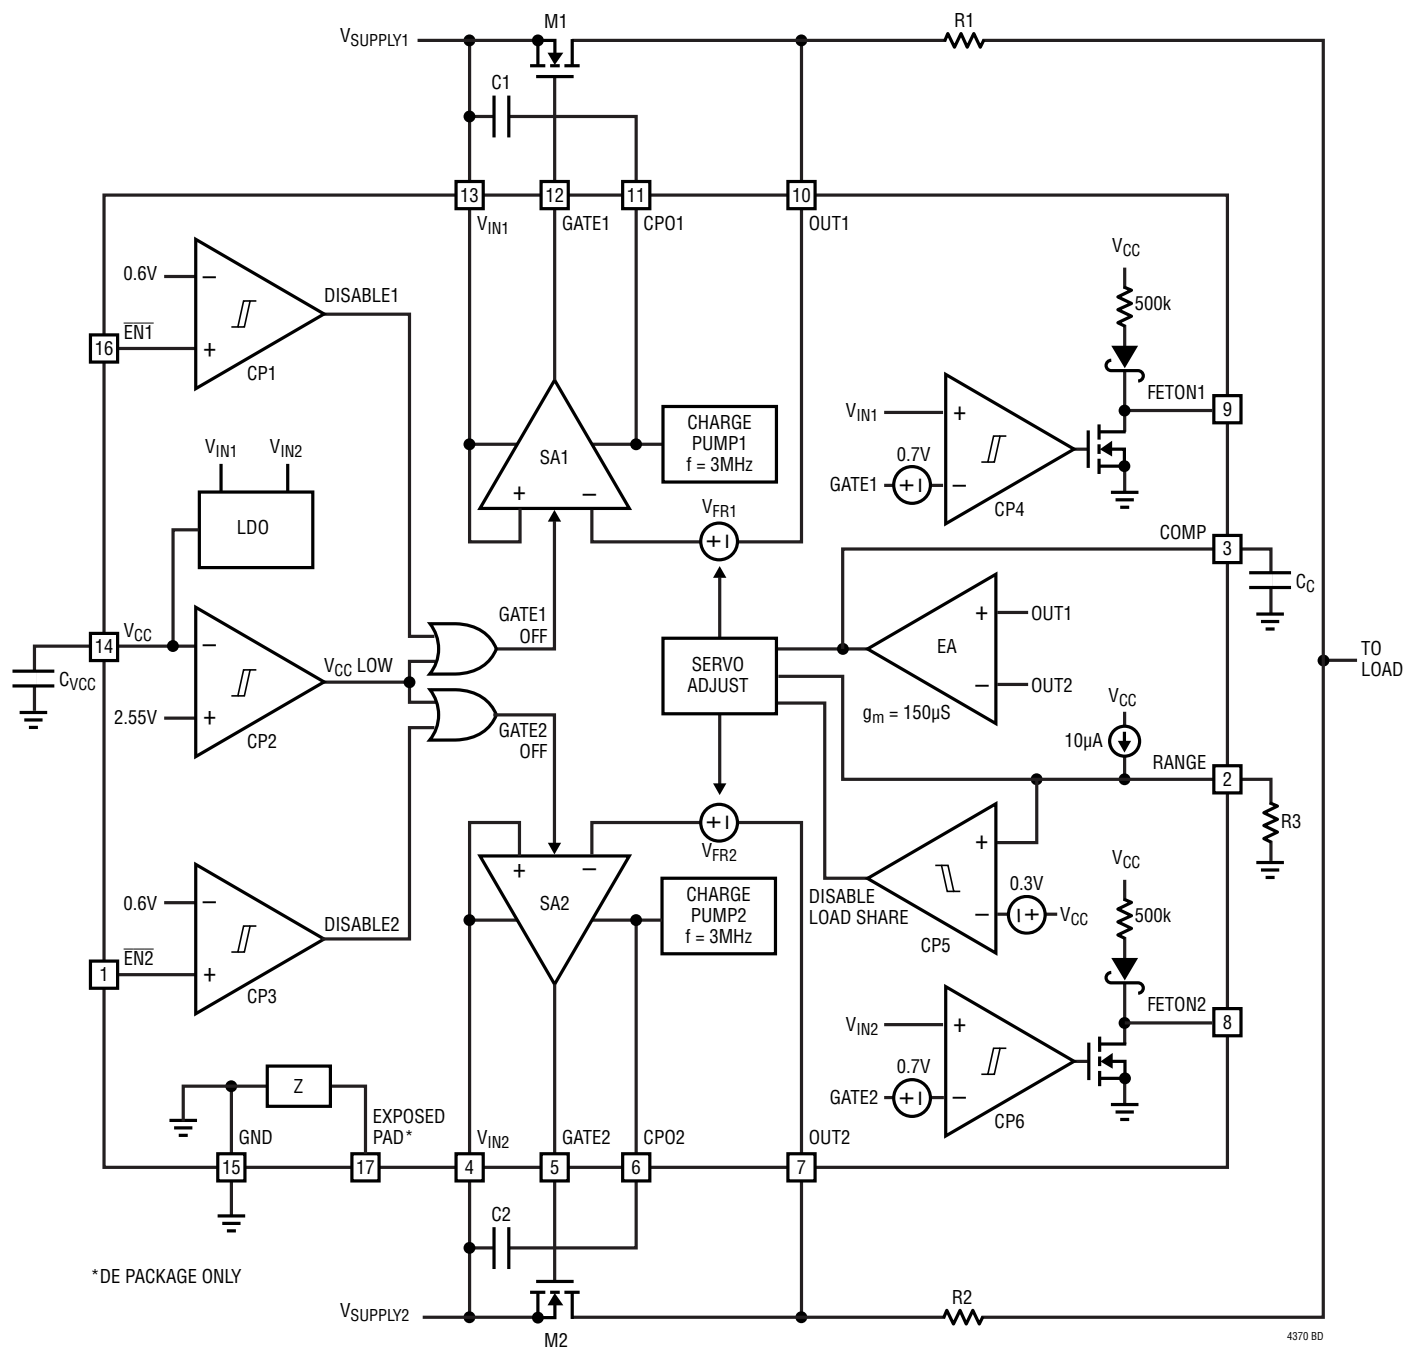 M1
R1
VSUPPLY1
C1
13
12
11
10
VIN1
GATE1
CPO1
OUT1
0.6V
−
DISABLE1
EN1
16
+
CP1
VCC
500k
FETON1
9
VIN1
+
0.7V
GATE1
+ −
−
CP4
CHARGE
PUMP1
f = 3MHz
SA1
+
−
VFR1
+ −
VIN1
VIN2
LDO
COMP
3
CC
GATE1
OFF
14
VCC
−
CVCC
VCC LOW
2.55V
+
CP2
GATE2
OFF
SERVO
ADJUST
+
OUT1
EA
−
OUT2
gm = 150µS
TO
LOAD
VCC
10µA
RANGE
2
R3
+ −
VFR2
+
−
SA2
CHARGE
PUMP2
f = 3MHz
+
DISABLE
LOAD SHARE
−
0.3V
− +
VCC
CP5
0.6V
−
DISABLE2
EN2
1
+
CP3
VCC
500k
FETON2
8
VIN2
+
0.7V
GATE2
+ −
−
CP6
Z
GND
EXPOSED
PAD*
VIN2
GATE2
CPO2
OUT2
15
17
4
5
6
7
C2
*DE PACKAGE ONLY
VSUPPLY2
M2
R2
4370 BD